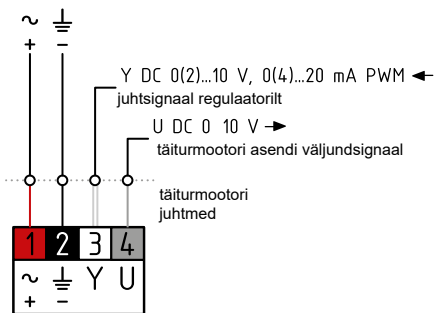 ~ ⏚
+ −
Y DC 0(2)...10 V, 0(4)...20 mA PWM ←
juhtsignaal regulaatorilt
U DC 0 10 V →
täiturmootori asendi väljundsignaal
täiturmootori
juhtmed
1 2 3 4
~ ⏚ Y U
+ −